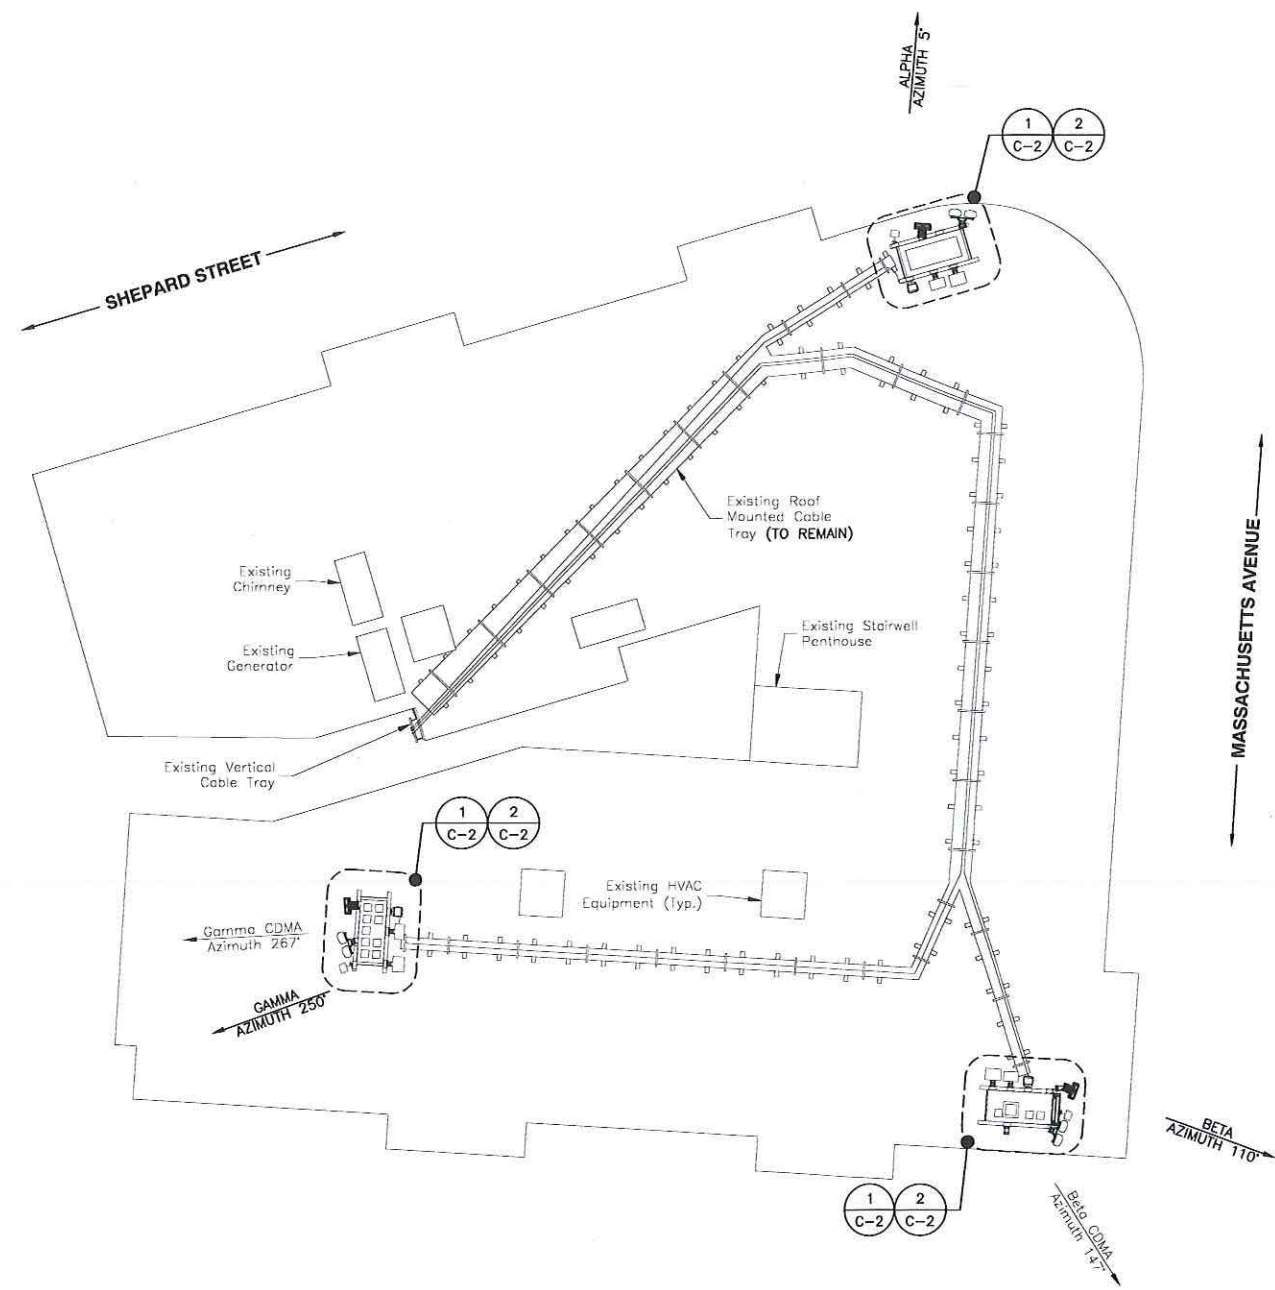 ALPHA
AZIMUTH 5°
1
C-2
2
C-2
SHEPARD STREET
Existing Roof
Mounted Cable
Tray (TO REMAIN)
MASSACHUSETTS AVENUE
Existing
Chimney
Existing
Generator
Existing Stairwell
Penthouse
Existing Vertical
Cable Tray
1
C-2
2
C-2
Existing HVAC
Equipment (Typ.)
Gamma CDMA
Azimuth 267°
GAMMA
AZIMUTH 250°
BETA
AZIMUTH 110°
1
C-2
2
C-2
Beta CDMA
Azimuth 147°